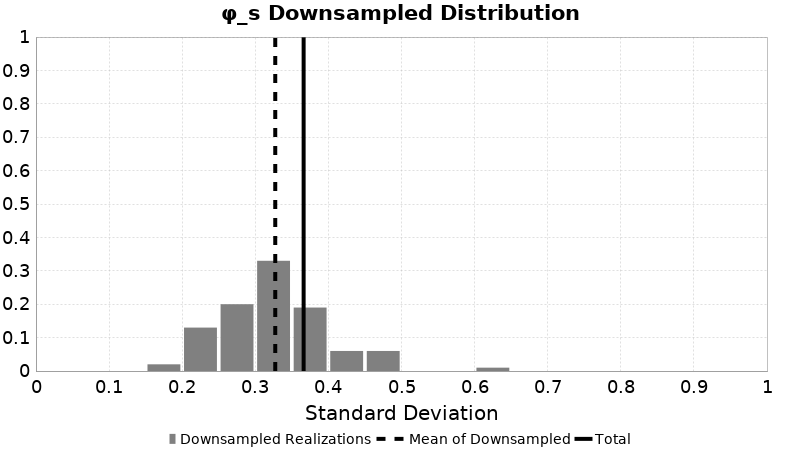 φ_s Downsampled Distribution
1
0.9
0.8
0.7
0.6
0.5
0.4
0.3
0.2
0.1
0
0 0.1 0.2 0.3 0.4 0.5 0.6 0.7 0.8 0.9 1
Standard Deviation
Downsampled Realizations Mean of Downsampled Total